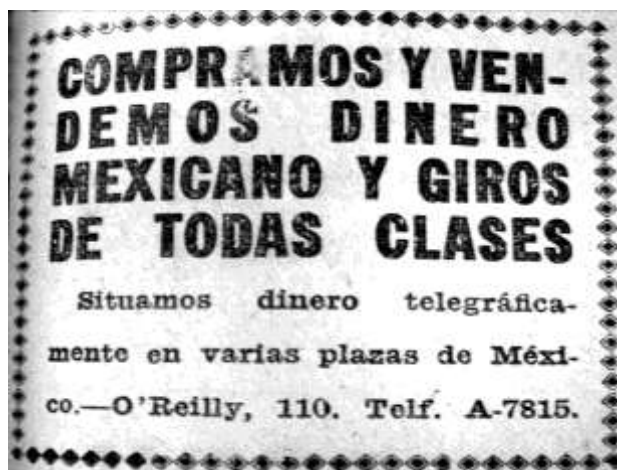 COMPRAMOS Y VEN-
DEMOS DINERO
MEXICANO Y GIROS
DE TODAS CLASES
Situamos dinero telegráfica-
mente en varias plazas de Méxi-
co.—O'Reilly, 110. Telf. A-7815.